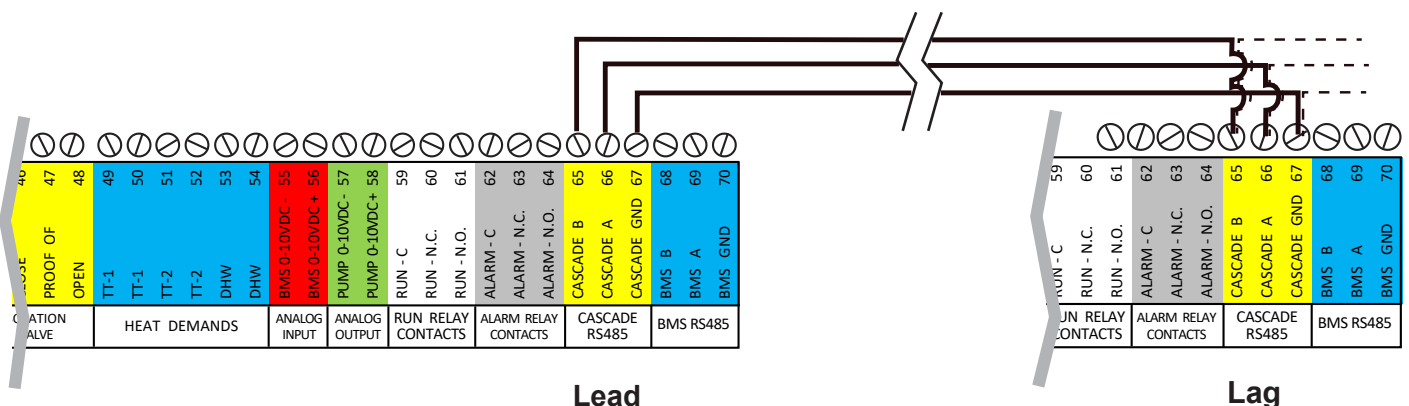 46 47 48 49 50 51 52 53 54 55 56 57 58 59 60 61 62 63 64 65 66 67 68 69 70
PROOF OF
OPEN
TT-1
TT-1
TT-2
TT-2
DHW
DHW
BMS 0-10VDC -
BMS 0-10VDC +
PUMP 0-10VDC -
PUMP 0-10VDC+
RUN - C
RUN - N.C.
RUN - N.O.
ALARM - C
ALARM - N.C.
ALARM - N.O.
CASCADE B
CASCADE A
CASCADE GND
BMS B
BMS A
BMS GND
HEAT DEMANDS
ANALOG
INPUT
ANALOG
OUTPUT
RUN RELAY
CONTACTS
ALARM RELAY
CONTACTS
CASCADE
RS485
BMS RS485
Lead
59 60 61 62 63 64 65 66 67 68 69 70
RUN - C
RUN - N.C.
RUN - N.O.
ALARM - C
ALARM - N.C.
ALARM - N.O.
CASCADE B
CASCADE A
CASCADE GND
BMS B
BMS A
BMS GND
UN RELAY
CONTACTS
ALARM RELAY
CONTACTS
CASCADE
RS485
BMS RS485
Lag